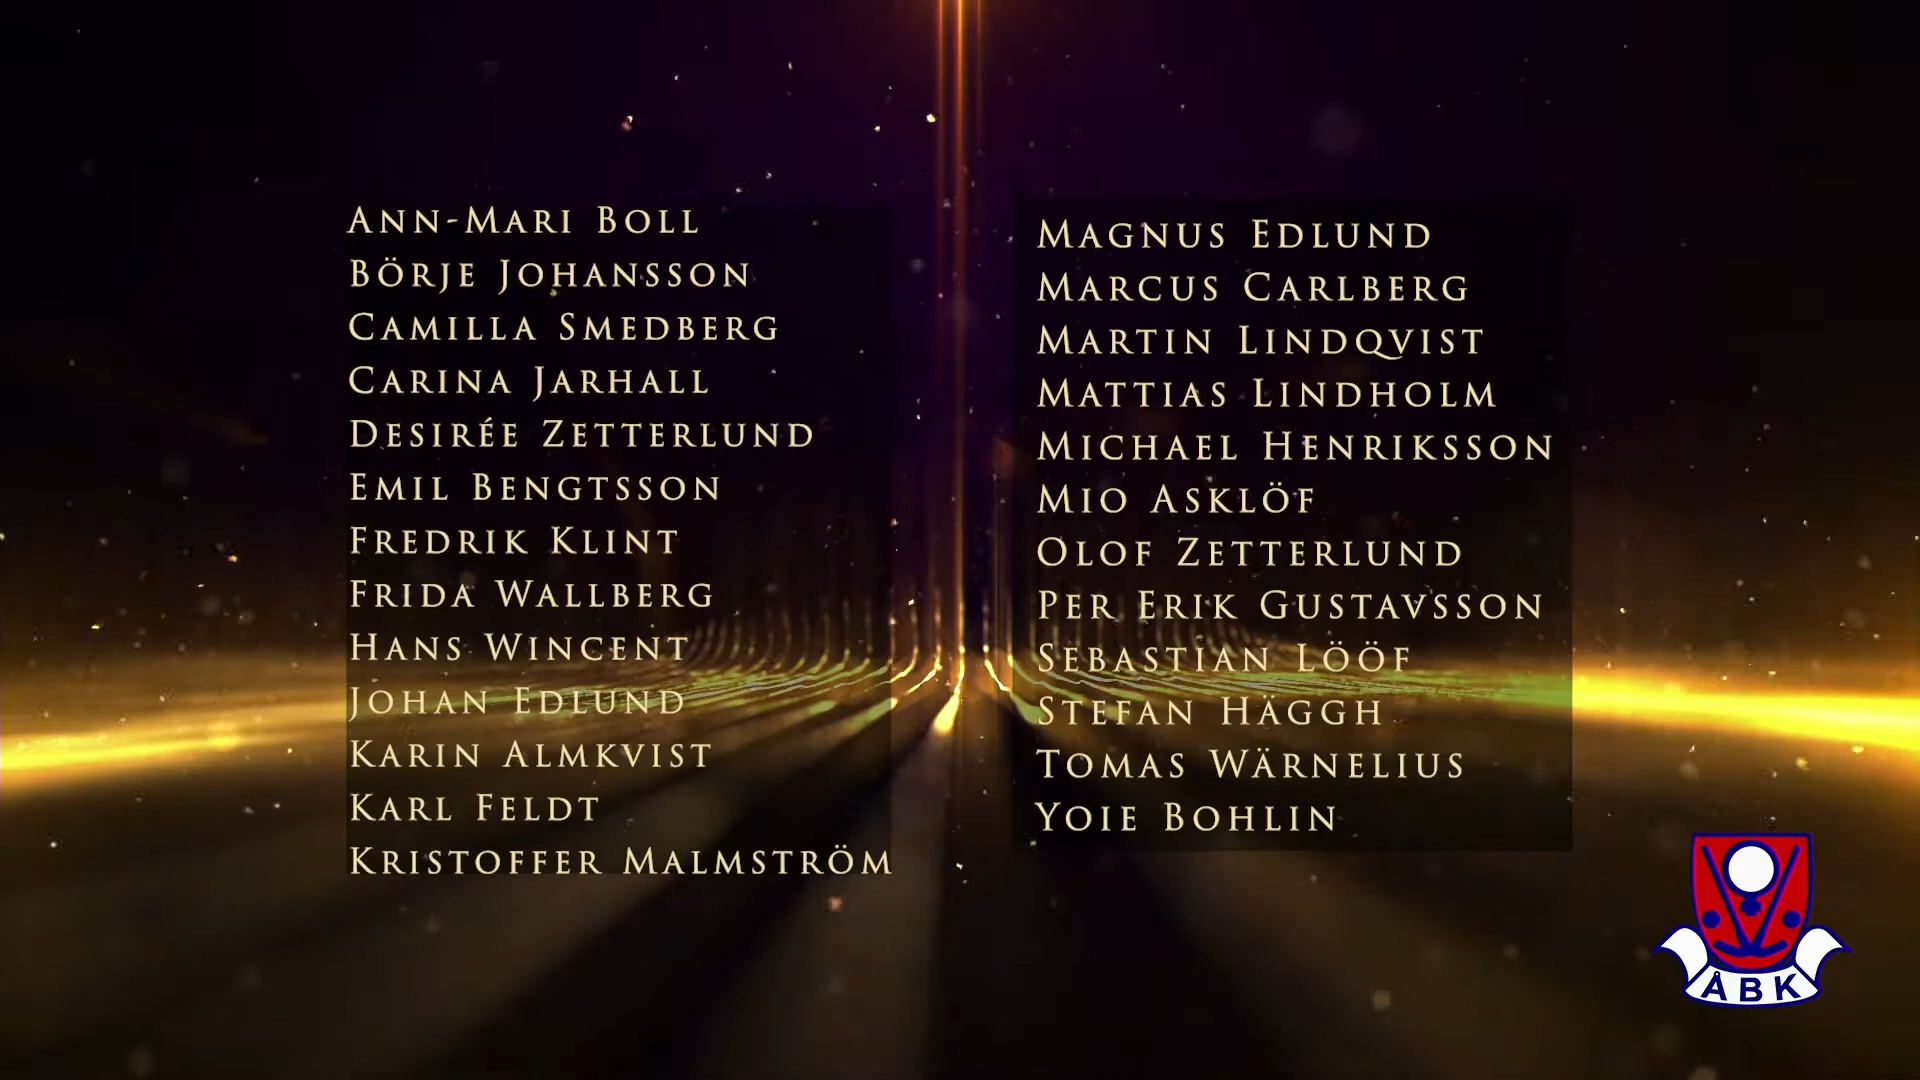 Ann-Mari Boll
Börje Johansson
Camilla Smedberg
Carina Jarhall
Desirée Zetterlund
Emil Bengtsson
Fredrik Klint
Frida Wallberg
Hans Wincent
Johan Edlund
Karin Almkvist
Karl Feldt
Kristoffer Malmström
Magnus Edlund
Marcus Carlberg
Martin Lindqvist
Mattias Lindholm
Michael Henriksson
Mio Asklöf
Olof Zetterlund
Per Erik Gustavsson
Sebastian Lööf
Stefan Häggh
Tomas Wärnelius
Yoie Bohlin
ÅBK